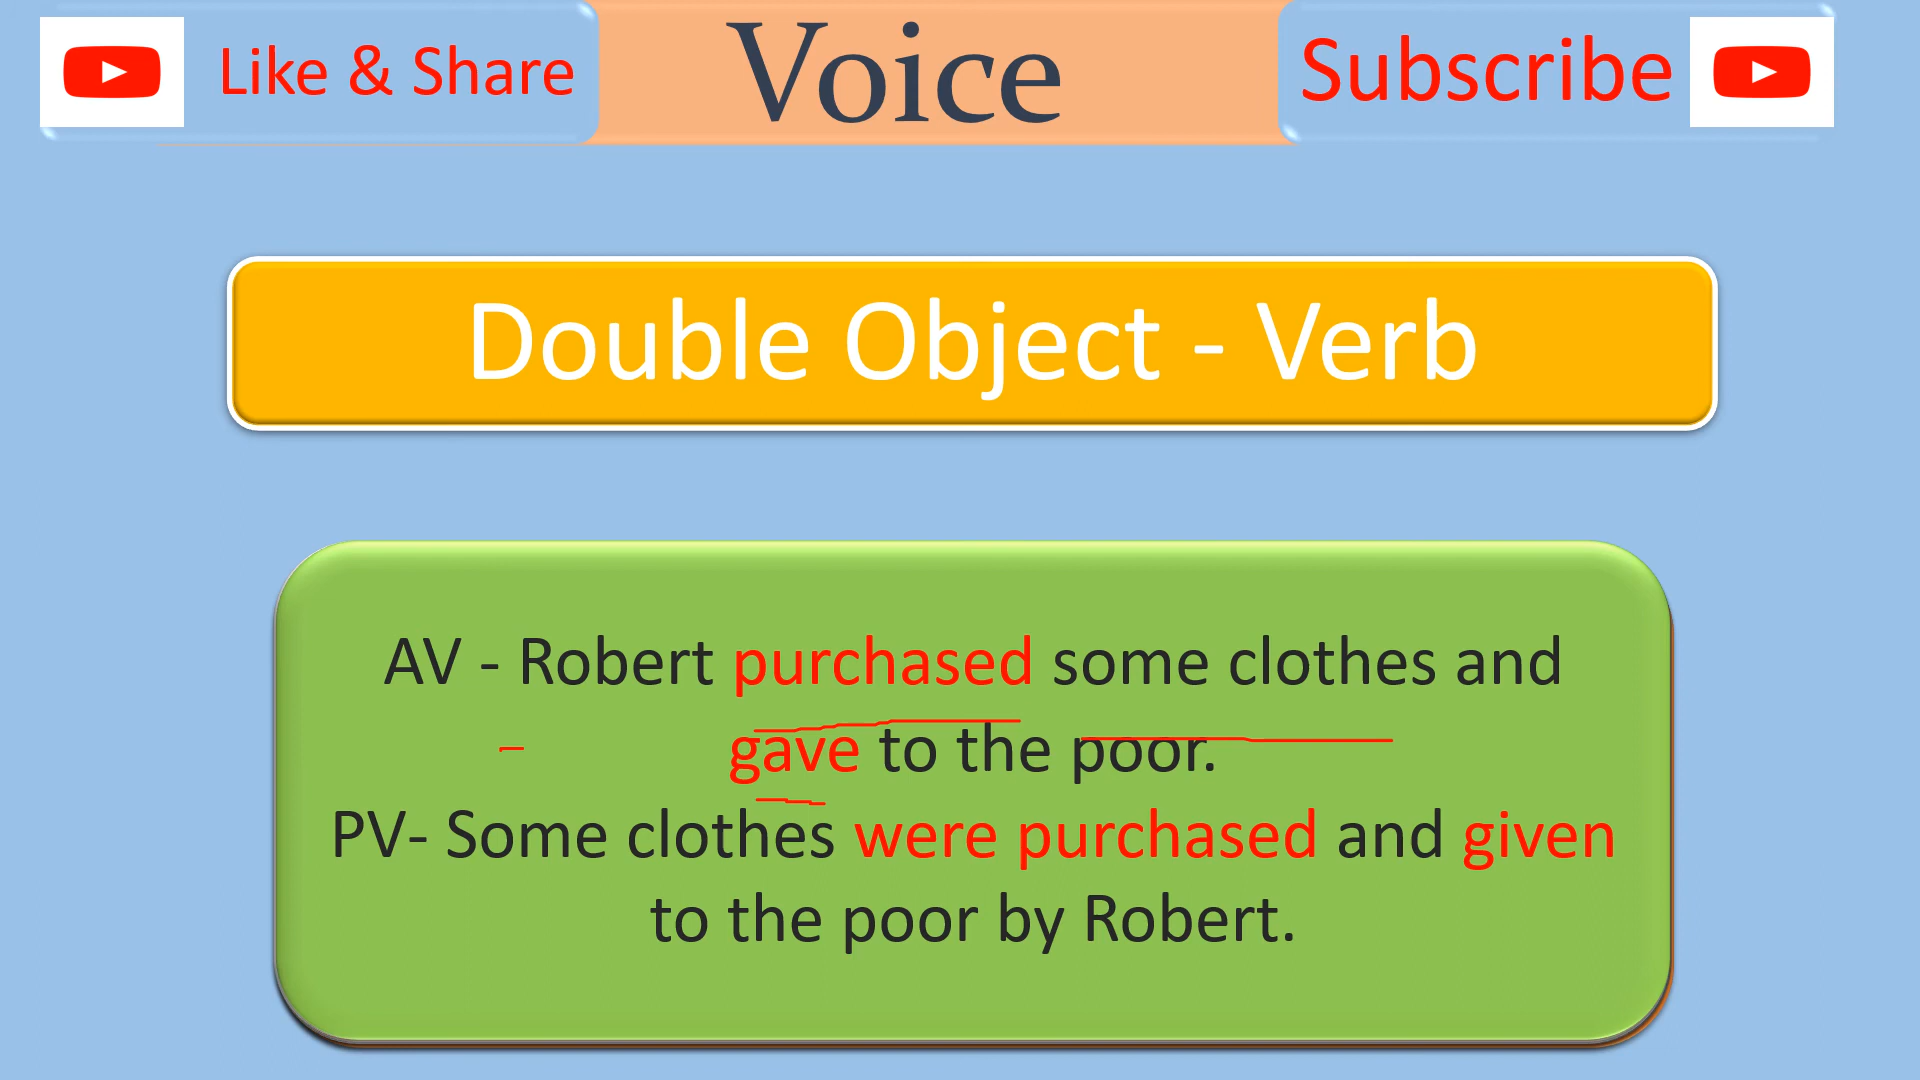 Like & Share
Voice
Subscribe
Double Object - Verb
AV - Robert purchased some clothes and
gave to the poor.
PV- Some clothes were purchased and given
to the poor by Robert.